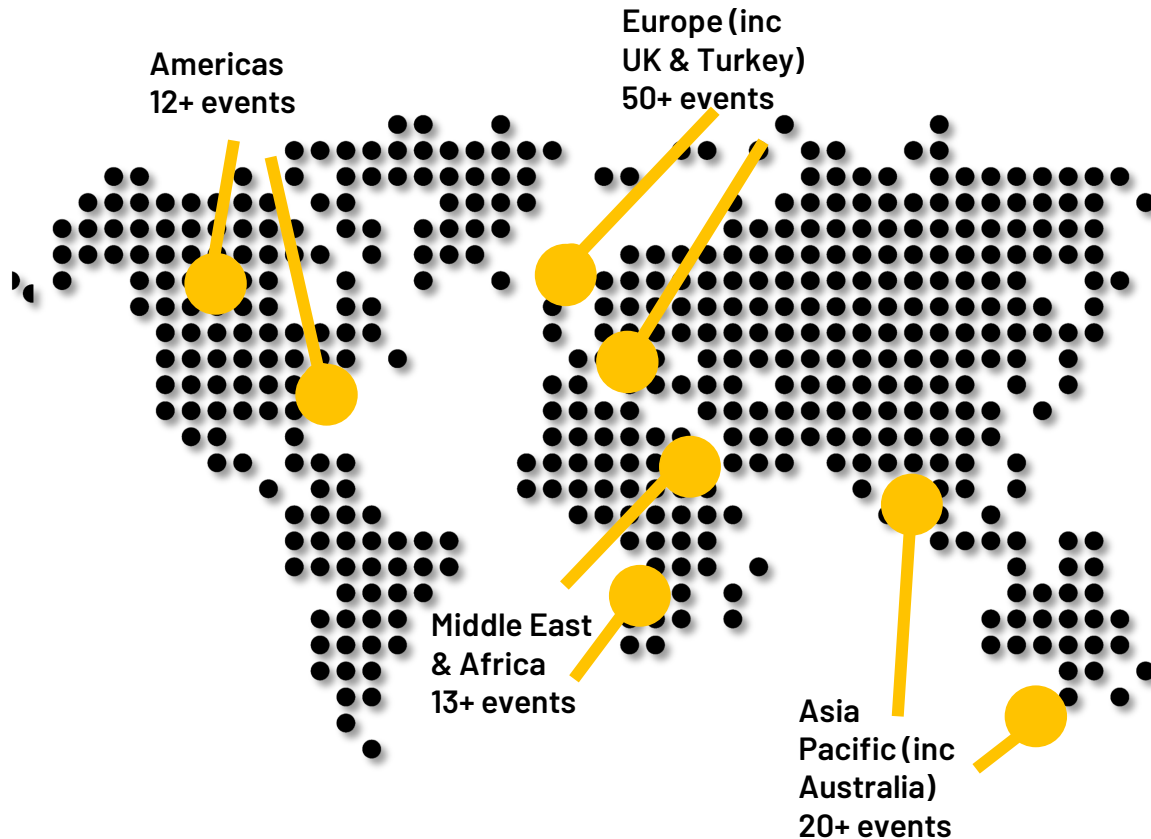 Americas
12+ events
Europe (inc
UK & Turkey)
50+ events
Middle East
& Africa
13+ events
Asia
Pacific (inc
Australia)
20+ events